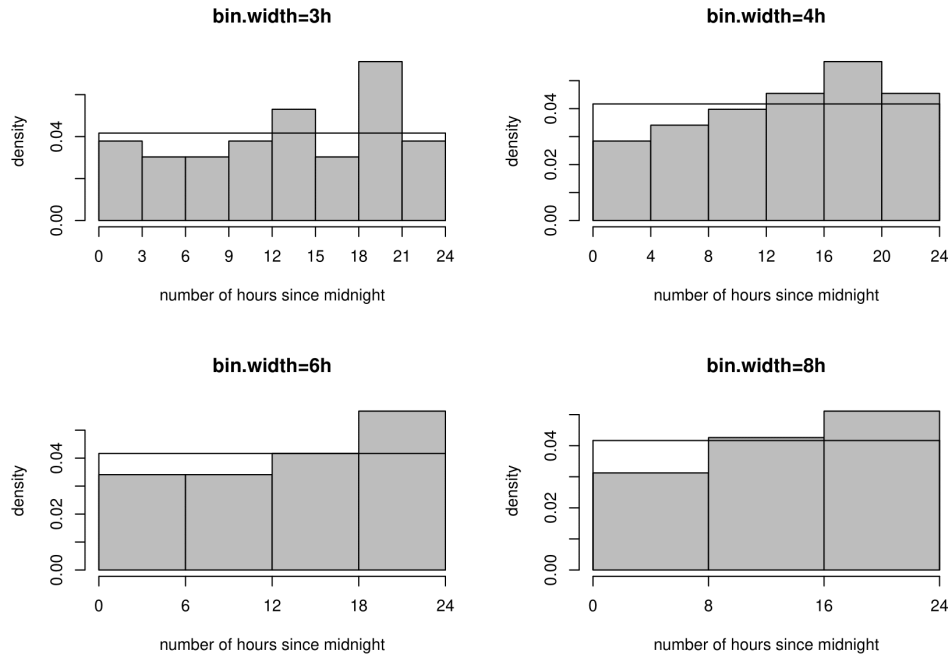 bin.width=3h
density
0.04
0.00
0 3 6 9 12 15 18 21 24
number of hours since midnight
bin.width=4h
density
0.04
0.02
0.00
0 4 8 12 16 20 24
number of hours since midnight
bin.width=6h
density
0.04
0.02
0.00
0 6 12 18 24
number of hours since midnight
bin.width=8h
density
0.04
0.02
0.00
0 8 16 24
number of hours since midnight